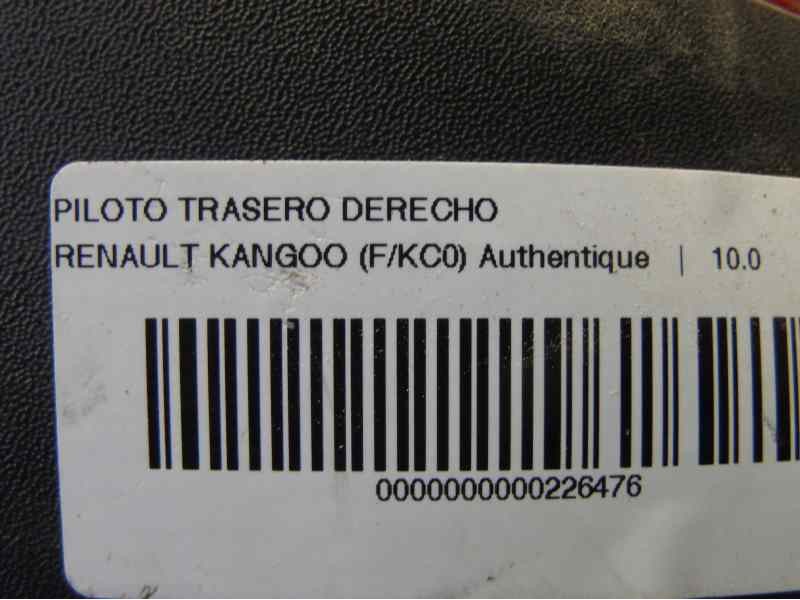 PILOTO TRASERO DERECHO
RENAULT KANGOO (F/KC0) Authentique | 10.0
0000000000226476